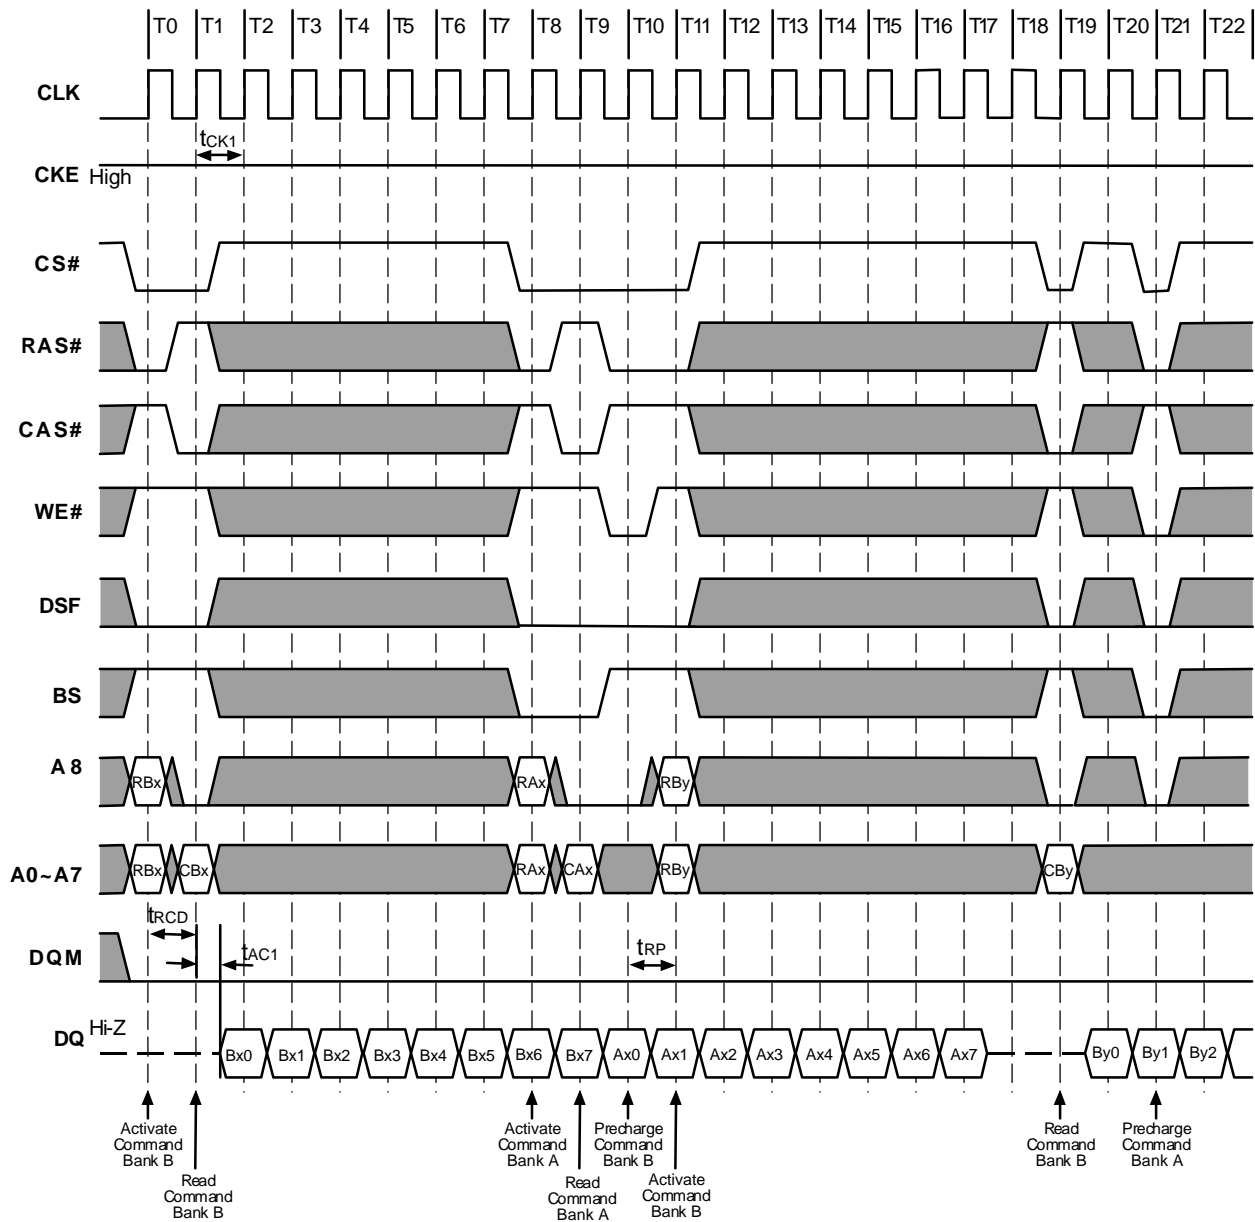 T0 T1 T2 T3 T4 T5 T6 T7 T8 T9 T10 T11 T12 T13 T14 T15 T16 T17 T18 T19 T20 T21 T22
CLK
tCK1
CKE High
CS#
RAS#
CAS#
WE#
DSF
BS
A8 RBx RAx RBy
A0~A7 RBx CBx RAx CAx RBy CBy
tRCD
DQM tAC1 tRP
DQ Hi-Z Bx0 Bx1 Bx2 Bx3 Bx4 Bx5 Bx6 Bx7 Ax0 Ax1 Ax2 Ax3 Ax4 Ax5 Ax6 Ax7 By0 By1 By2
Activate
Command
Bank B
Read
Command
Bank B
Activate
Command
Bank A
Read
Command
Bank A
Precharge
Command
Bank B
Activate
Command
Bank B
Read
Command
Bank B
Precharge
Command
Bank A